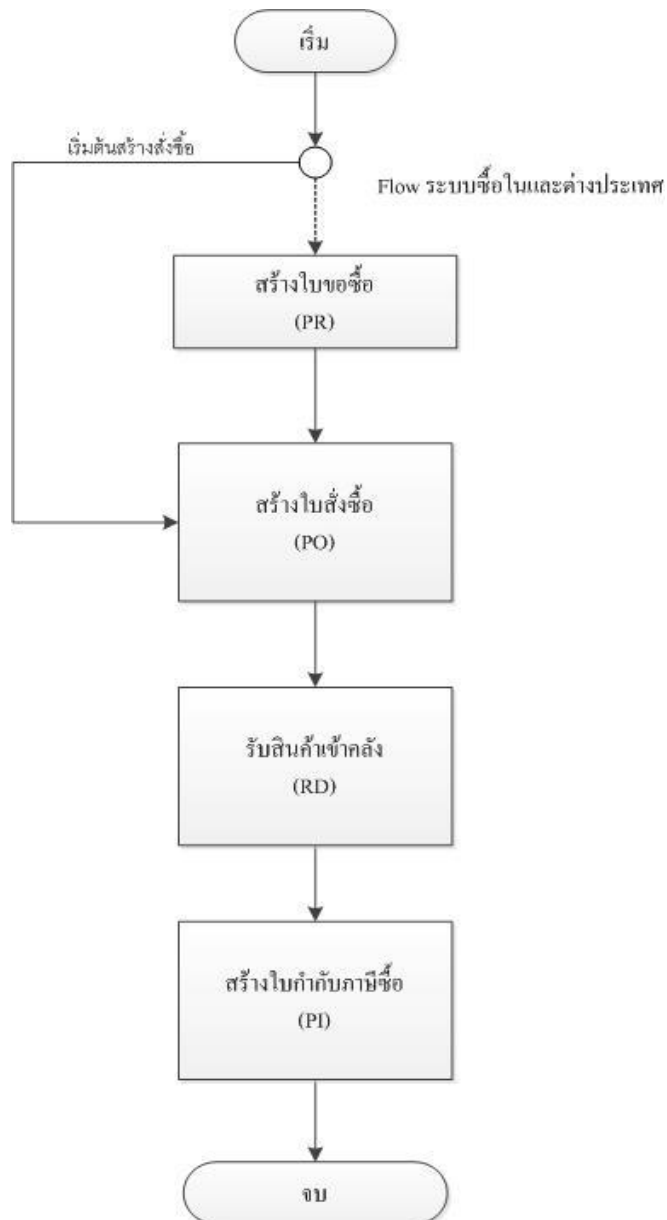 เริ่ม
เริ่มต้นสร้างสั่งซื้อ
Flow ระบบซื้อในและต่างประเทศ
สร้างใบขอซื้อ
(PR)
สร้างใบสั่งซื้อ
(PO)
รับสินค้าเข้าคลัง
(RD)
สร้างใบกำกับภาษีซื้อ
(PI)
จบ